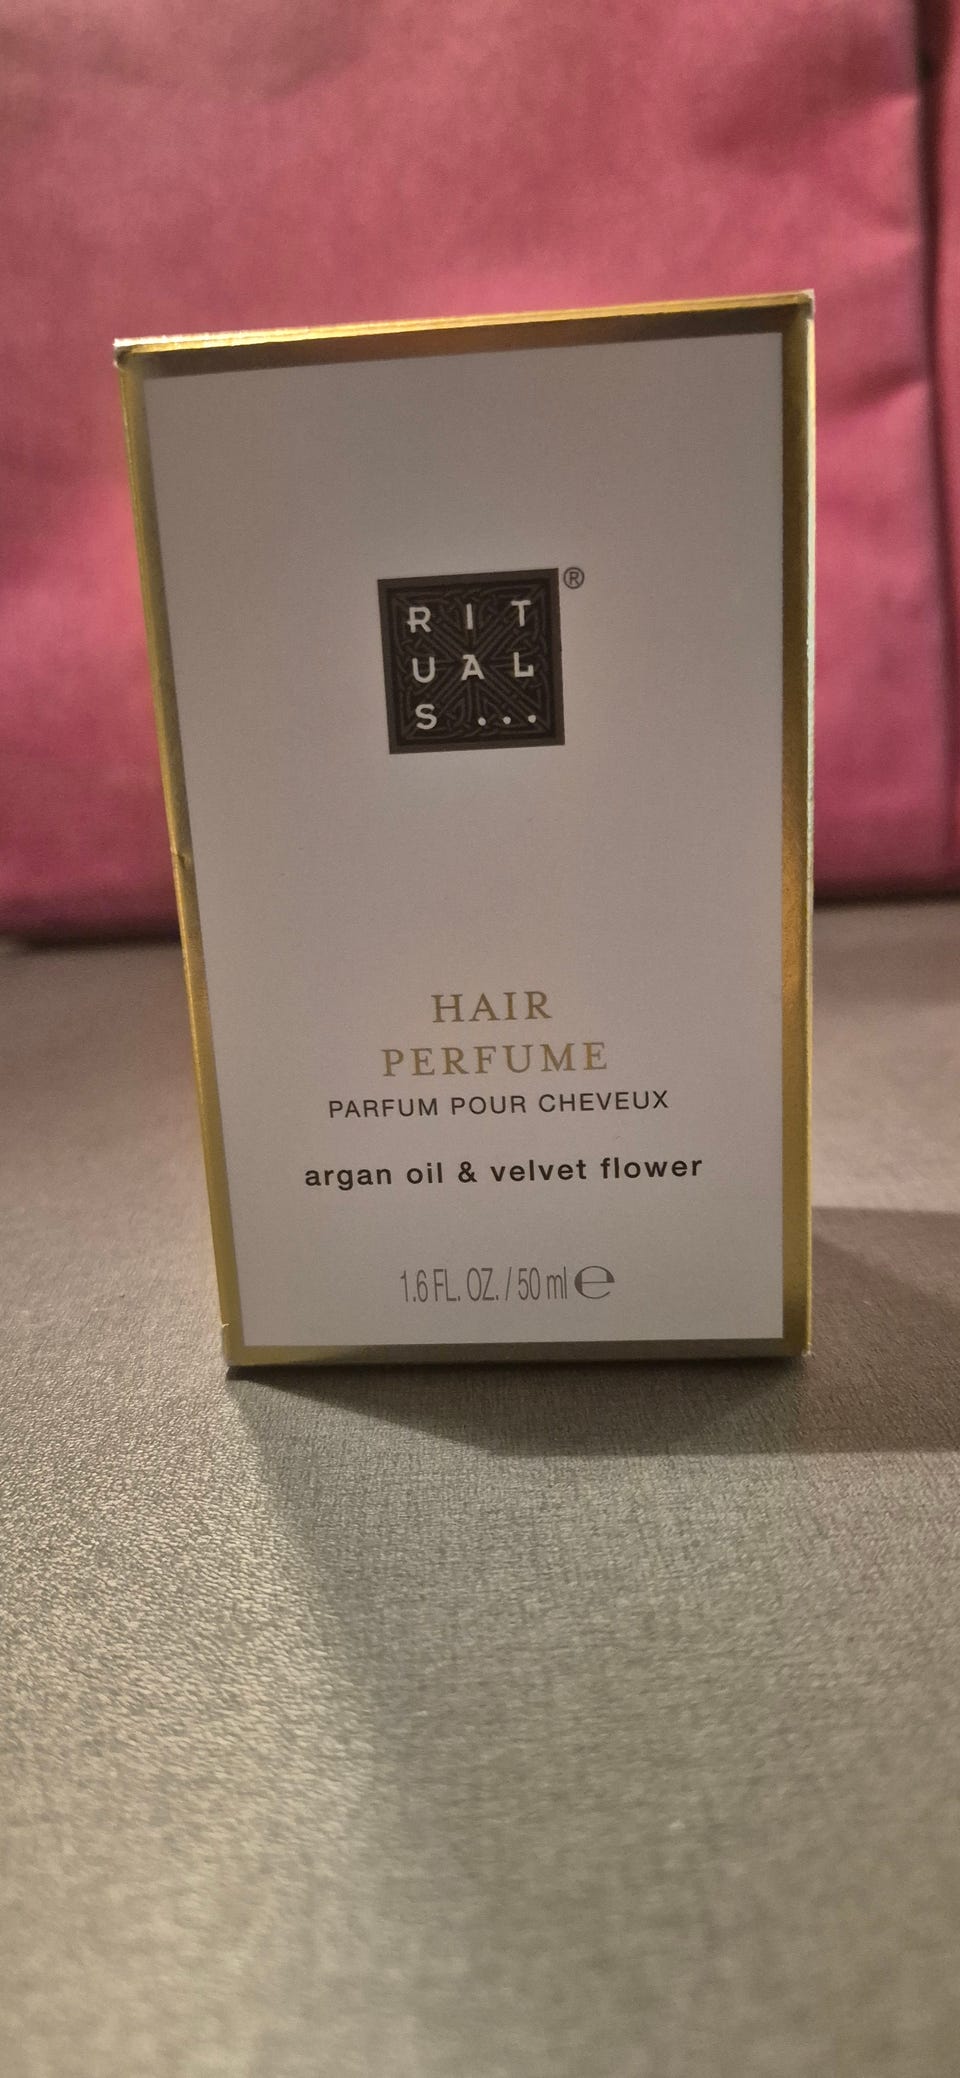 RIT
UAL
S...
®
HAIR
PERFUME
PARFUM POUR CHEVEUX
argan oil & velvet flower
1.6 FL. OZ. / 50 ml ℮